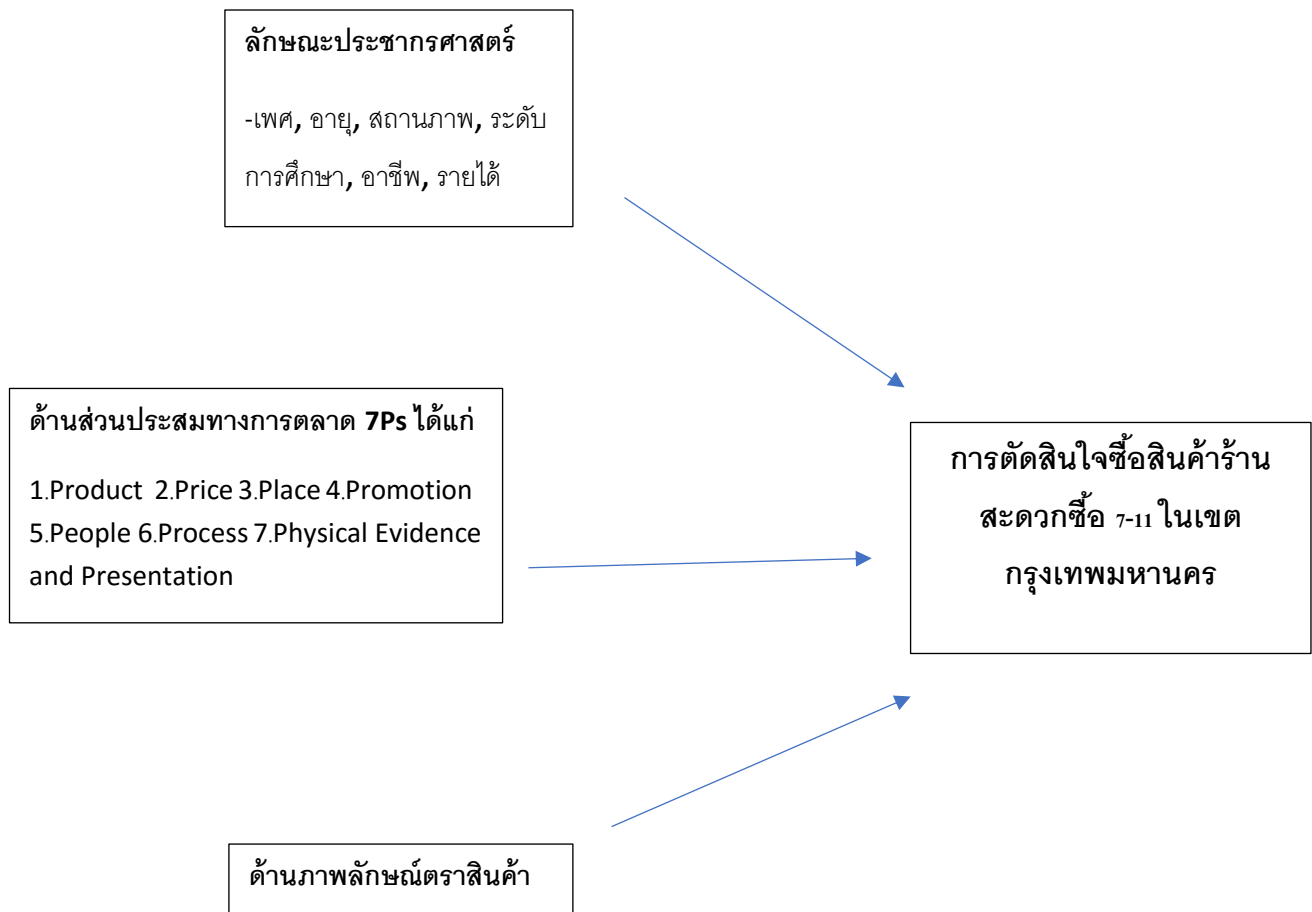 ลักษณะประชากรศาสตร์
-เพศ, อายุ, สถานภาพ, ระดับ
การศึกษา, อาชีพ, รายได้
ด้านส่วนประสมทางการตลาด 7Ps ได้แก่
1.Product 2.Price 3.Place 4.Promotion
5.People 6.Process 7.Physical Evidence
and Presentation
การตัดสินใจซื้อสินค้าร้าน
สะดวกซื้อ 7-11 ในเขต
กรุงเทพมหานคร
ด้านภาพลักษณ์ตราสินค้า